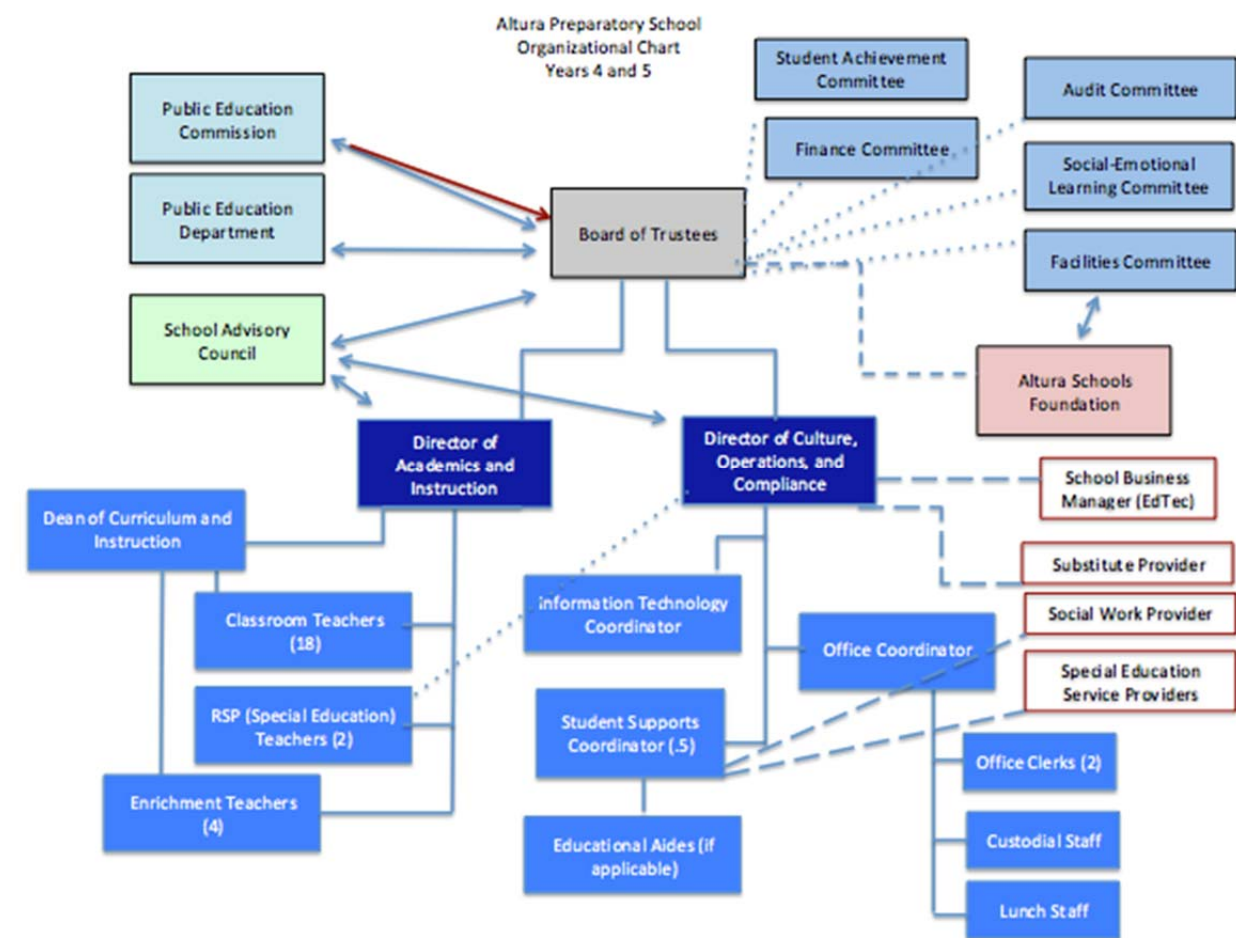 Altura Preparatory School
Organizational Chart
Years 4 and 5
Public Education
Commission
Public Education
Department
School Advisory
Council
Student Achievement
Committee
Finance Committee
Audit Committee
Social-Emotional
Learning Committee
Facilities Committee
Board of Trustees
Altura Schools
Foundation
Director of
Academics and
Instruction
Director of Culture,
Operations, and
Compliance
School Business
Manager (EdTec)
Substitute Provider
Social Work Provider
Special Education
Service Providers
Dean of Curriculum and
Instruction
Classroom Teachers
(18)
RSP (Special Education)
Teachers (2)
Enrichment Teachers
(4)
Information Technology
Coordinator
Office Coordinator
Student Supports
Coordinator (.5)
Educational Aides (if
applicable)
Office Clerks (2)
Custodial Staff
Lunch Staff